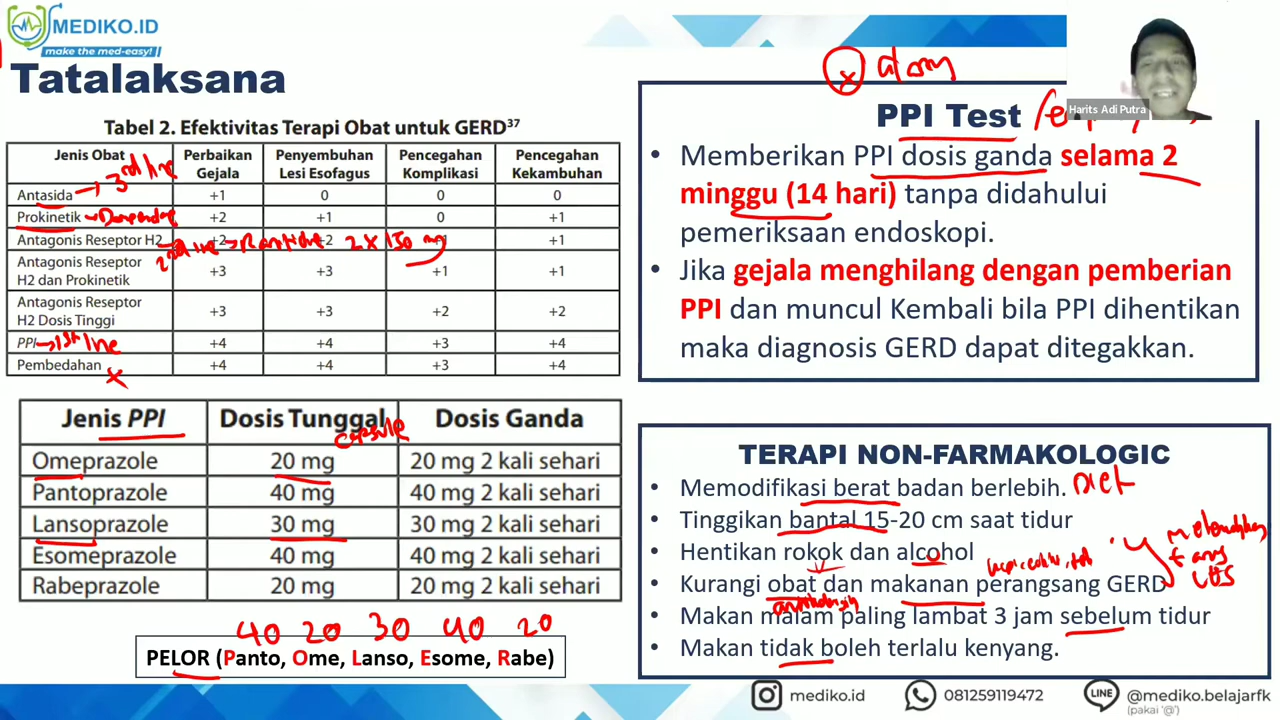 MEDIKO.ID
make the med-easy!
Tatalaksana
Tabel 2. Efektivitas Terapi Obat untuk GERD³⁷
Jenis Obat Perbaikan Gejala Penyembuhan Lesi Esofagus Pencegahan Komplikasi Pencegahan Kekambuhan
Antasida → 3rd line +1 0 0 0
Prokinetik +2 +1 0 +1
Antagonis Reseptor H2 +2 +2 +1 +1
2nd line → Ranitidine 2 x 150 mg
Antagonis Reseptor H2 dan Prokinetik +3 +3 +1 +1
Antagonis Reseptor H2 Dosis Tinggi +3 +3 +2 +2
PPI → 1st line +4 +4 +3 +4
Pembedahan x +4 +4 +3 +4
Jenis PPI Dosis Tunggal Dosis Ganda
capsule
Omeprazole 20 mg 20 mg 2 kali sehari
Pantoprazole 40 mg 40 mg 2 kali sehari
Lansoprazole 30 mg 30 mg 2 kali sehari
Esomeprazole 40 mg 40 mg 2 kali sehari
Rabeprazole 20 mg 20 mg 2 kali sehari
40 20 30 40 20
PELOR (Panto, Ome, Lanso, Esome, Rabe)
x alarm
Harits Adi Putra
PPI Test
• Memberikan PPI dosis ganda selama 2
minggu (14 hari) tanpa didahului
pemeriksaan endoskopi.
• Jika gejala menghilang dengan pemberian
PPI dan muncul Kembali bila PPI dihentikan
maka diagnosis GERD dapat ditegakkan.
TERAPI NON-FARMAKOLOGIC
• Memodifikasi berat badan berlebih. Diet
• Tinggikan bantal 15-20 cm saat tidur
• Hentikan rokok dan alcohol
• Kurangi obat dan makanan perangsang GERD
• Makan malam paling lambat 3 jam sebelum tidur
• Makan tidak boleh terlalu kenyang.
mediko.id
081259119472
LINE @mediko.belajarfk
(pakai '@')